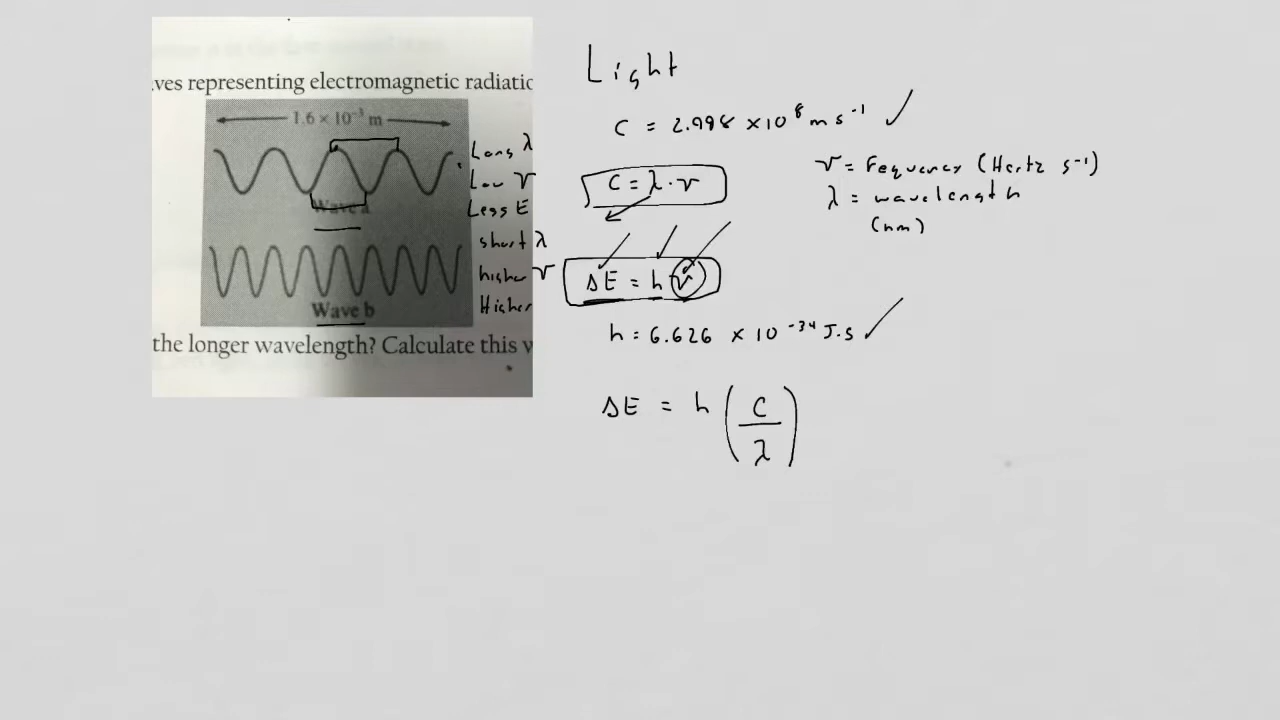 ves representing electromagnetic radiatio
1.6 × 10⁻³ m
Long λ
Low ν
Less E
Wave a
short λ
higher ν
Higher
Wave b
the longer wavelength? Calculate this w
Light
C = 2.998 × 10⁸ m s⁻¹
C = λ · ν
ν = Fequency (Hertz s⁻¹)
λ = wavelength
(nm)
ΔE = h ν
h = 6.626 × 10⁻³⁴ J.s
ΔE = h (C/λ)